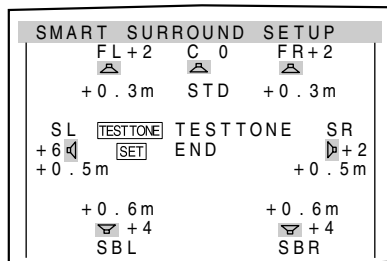 SMART SURROUND SETUP
FL+2 C 0 FR+2
+0.3m STD +0.3m
SL TESTTONE TESTTONE SR
+6 SET END +2
+0.5m +0.5m
+0.6m +0.6m
+4 +4
SBL SBR